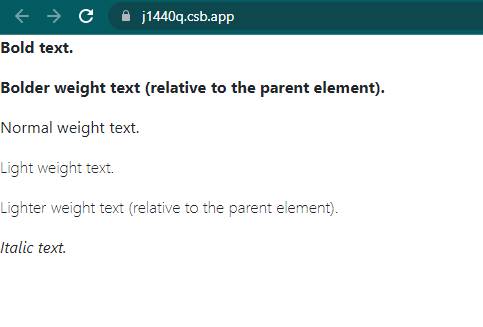 j1440q.csb.app
Bold text.
Bolder weight text (relative to the parent element).
Normal weight text.
Light weight text.
Lighter weight text (relative to the parent element).
Italic text.